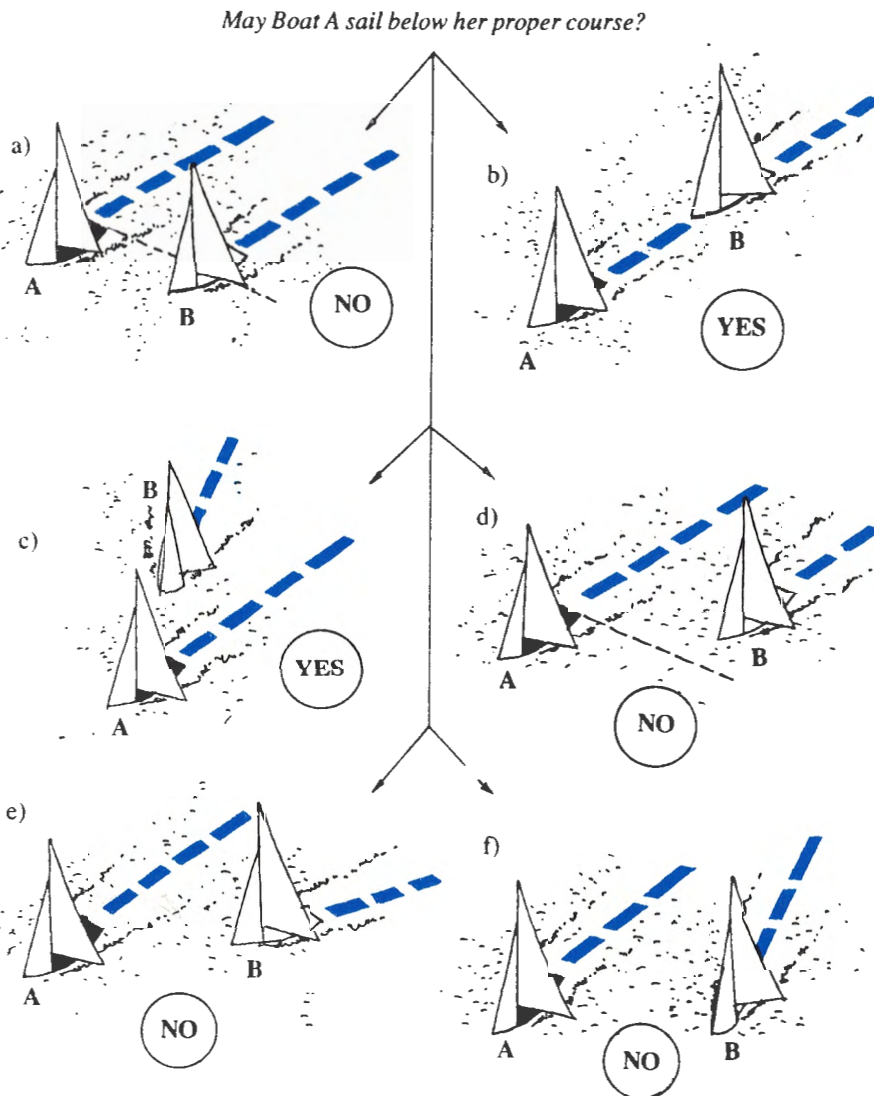 May Boat A sail below her proper course?
a)
A
B
NO
b)
B
A
YES
c)
B
A
YES
d)
A
B
NO
e)
A
B
NO
f)
A
B
NO